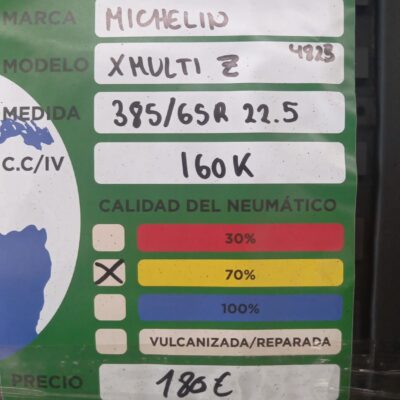 MARCA MICHELIN
MODELO X MULTI Z 4823
MEDIDA 385/65R 22.5
C.C/IV 160K
CALIDAD DEL NEUMÁTICO
30%
X 70%
100%
VULCANIZADA/REPARADA
PRECIO 180€